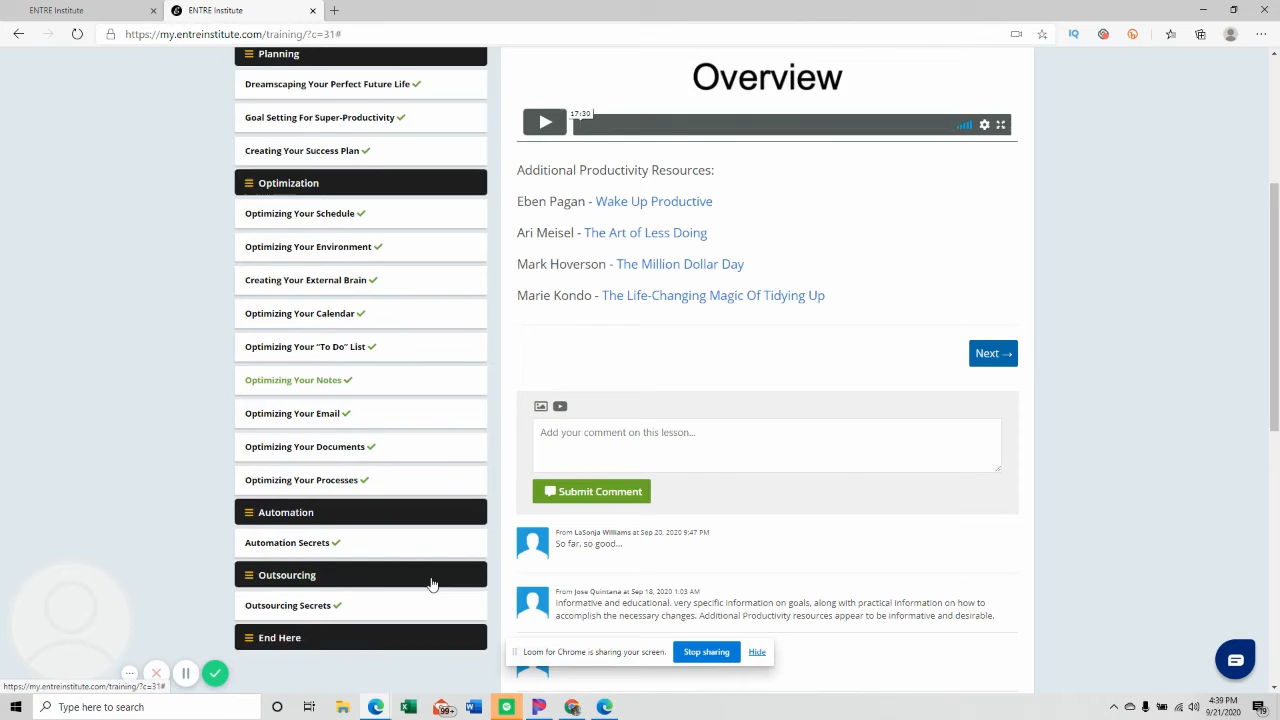 ENTRE Institute
ENTRE Institute
https://my.entreinstitute.com/training/?c=31#
IQ
Planning
Dreamscaping Your Perfect Future Life
Goal Setting For Super-Productivity
Creating Your Success Plan
Optimization
Optimizing Your Schedule
Optimizing Your Environment
Creating Your External Brain
Optimizing Your Calendar
Optimizing Your “To Do” List
Optimizing Your Notes
Optimizing Your Email
Optimizing Your Documents
Optimizing Your Processes
Automation
Automation Secrets
Outsourcing
Outsourcing Secrets
End Here
Overview
17:30
Additional Productivity Resources:
Eben Pagan - Wake Up Productive
Ari Meisel - The Art of Less Doing
Mark Hoverson - The Million Dollar Day
Marie Kondo - The Life-Changing Magic Of Tidying Up
Next →
Add your comment on this lesson...
Submit Comment
From LaSonja Williams at Sep 20, 2020 9:47 PM
So far, so good...
From Jose Quintana at Sep 18, 2020 1:03 AM
Informative and educational. very specific information on goals, along with practical information on how to
accomplish the necessary changes. Additional Productivity resources appear to be informative and desirable.
Loom for Chrome is sharing your screen.
Stop sharing
Hide
https://my.entreinstitute.com/training/?c=31#
Type here to search
99+
4:39 PM
9/21/2020
19